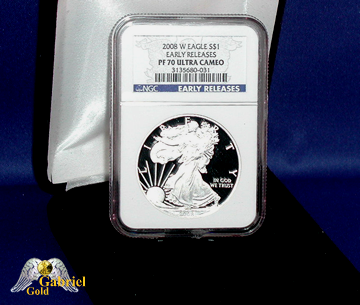 2008 W EAGLE S$1
EARLY RELEASES
PF 70 ULTRA CAMEO
3135680-031
NGC EARLY RELEASES
LIBERTY
IN GOD
WE TRUST
Gabriel
Gold